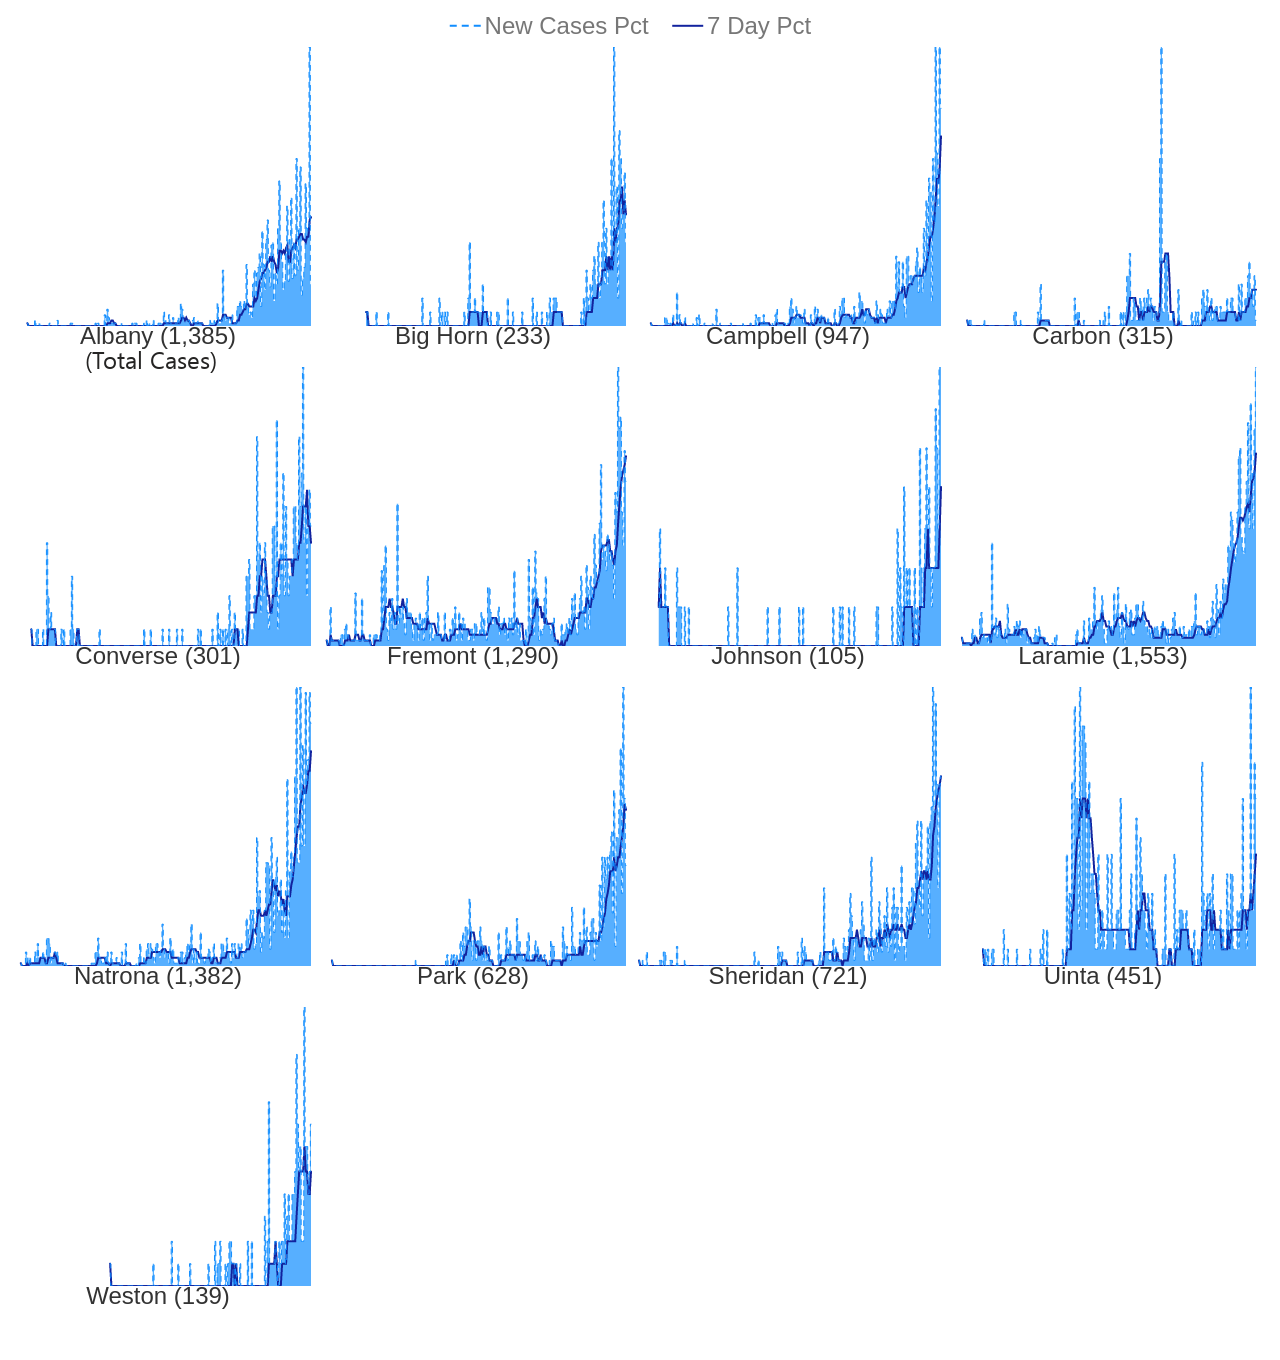 New Cases Pct 7 Day Pct
Albany (1,385) Big Horn (233) Campbell (947) Carbon (315)
(Total Cases)
Converse (301) Fremont (1,290) Johnson (105) Laramie (1,553)
Natrona (1,382) Park (628) Sheridan (721) Uinta (451)
Weston (139)